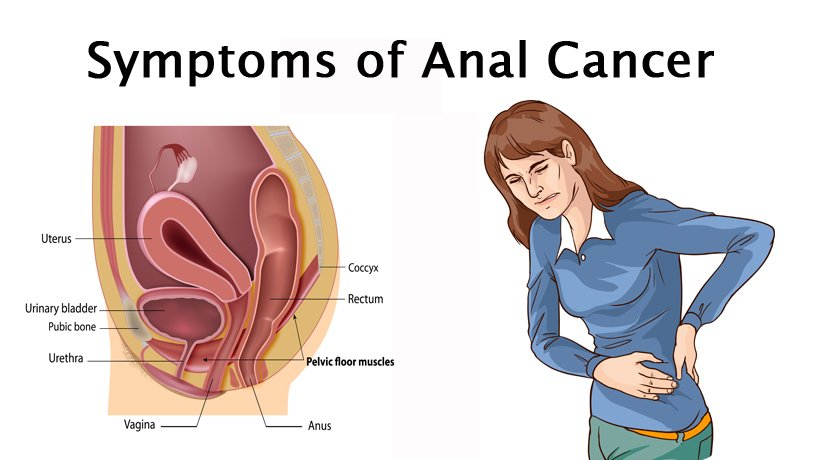 Symptoms of Anal Cancer
Uterus
Urinary bladder
Pubic bone
Urethra
Vagina
Coccyx
Rectum
Pelvic floor muscles
Anus